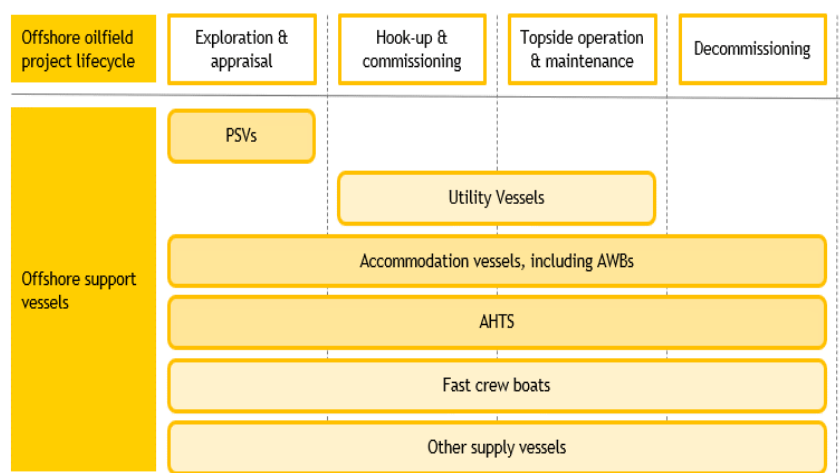 Offshore oilfield
project lifecycle
Exploration &
appraisal
Hook-up &
commissioning
Topside operation
& maintenance
Decommissioning
Offshore support
vessels
PSVs
Utility Vessels
Accommodation vessels, including AWBs
AHTS
Fast crew boats
Other supply vessels